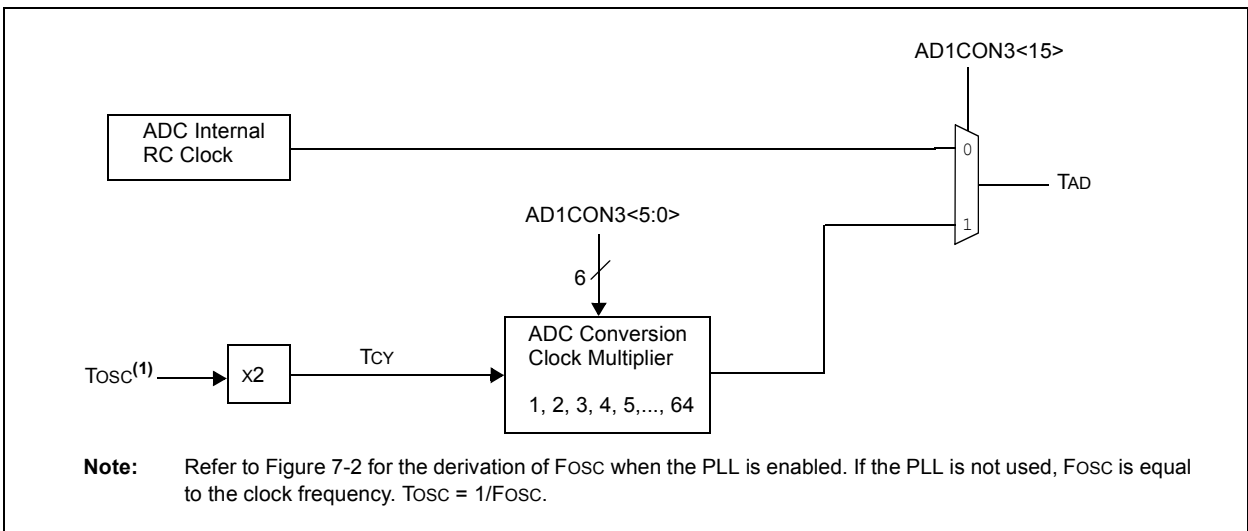 AD1CON3<15>
ADC Internal
RC Clock
0
TAD
AD1CON3<5:0>
1
6
ADC Conversion
Clock Multiplier
TOSC(1)
X2
TCY
1, 2, 3, 4, 5,..., 64
Note: Refer to Figure 7-2 for the derivation of FOSC when the PLL is enabled. If the PLL is not used, FOSC is equal
to the clock frequency. TOSC = 1/FOSC.